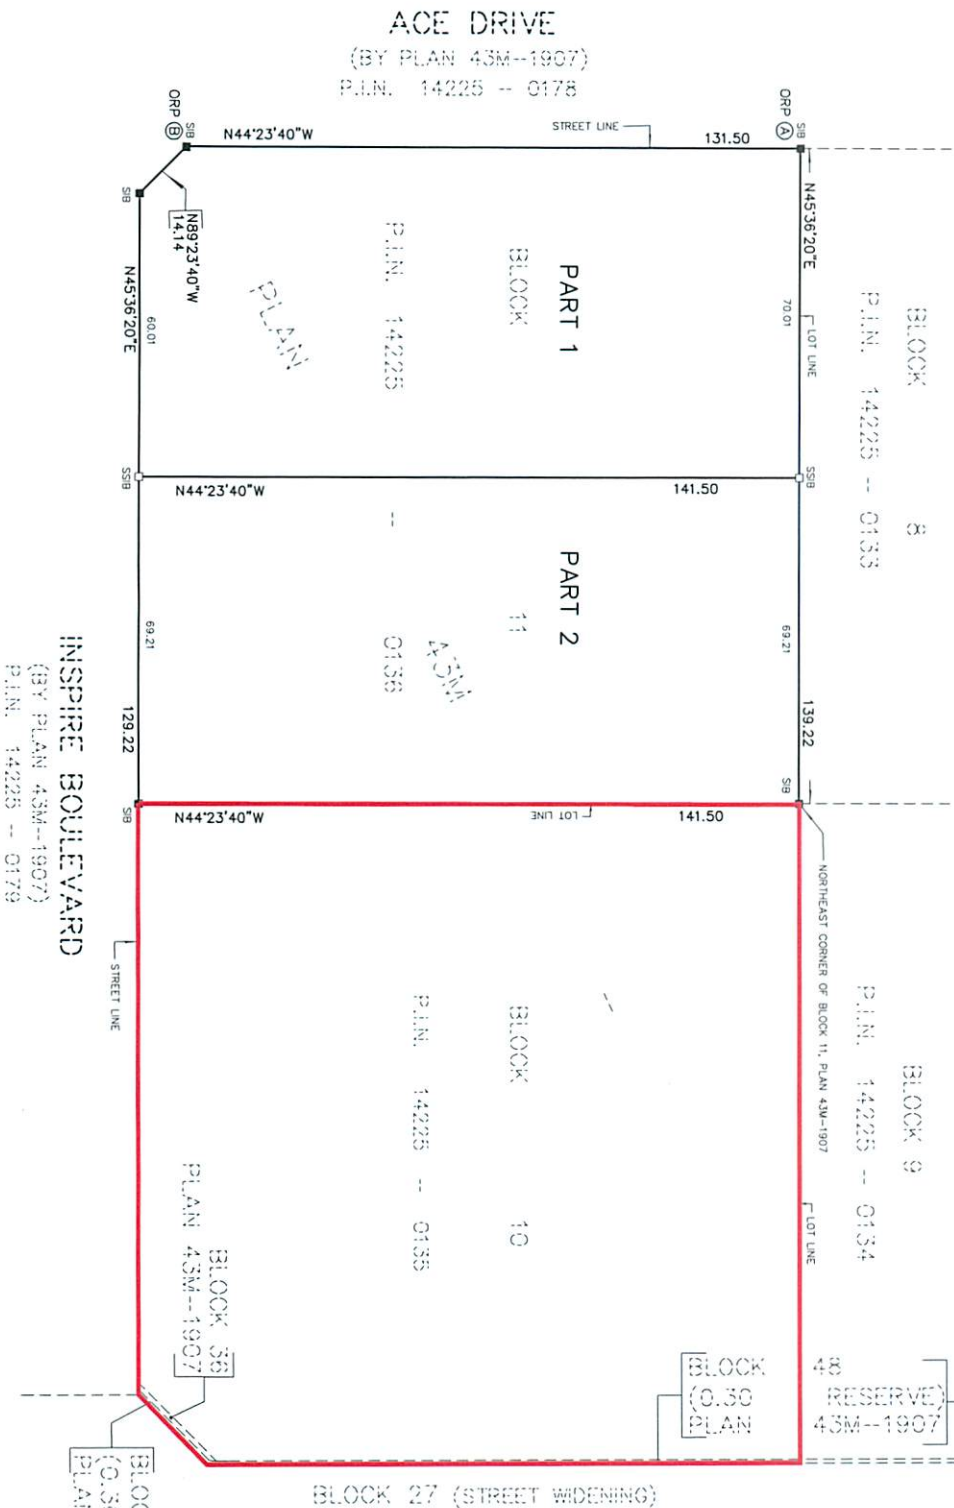 ACE DRIVE
(BY PLAN 43M--1907)
P.I.N. 14225 -- 0178
ORP Ⓑ SIB
N44°23'40"W
STREET LINE
131.50
ORP Ⓐ SIB
SIB
N89°23'40"W
14.14
N45°36'20"E
60.01
PLAN
P.I.N. 14225
BLOCK
PART 1
N45°36'20"E
70.01
LOT LINE
BLOCK 8
P.I.N. 14225 -- 0133
SSIB
N44°23'40"W
141.50
SSIB
--
0136
43M
11
PART 2
69.21
69.21
129.22
139.22
INSPIRE BOULEVARD
(BY PLAN 43M--1907)
P.I.N. 14225 -- 0179
SIB
N44°23'40"W
LOT LINE
141.50
SIB
NORTHEAST CORNER OF BLOCK 11, PLAN 43M-1907
STREET LINE
BLOCK 10
P.I.N. 14225 -- 0135
BLOCK 9
P.I.N. 14225 -- 0134
LOT LINE
BLOCK 36
PLAN 43M--1907
BLOCK 48
(0.30 RESERVE)
PLAN 43M--1907
BLOCK 27 (STREET WIDENING)